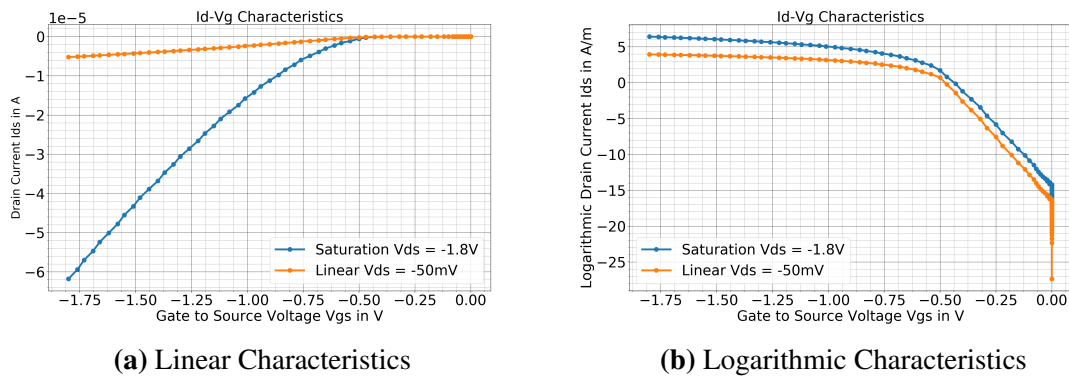 Id-Vg Characteristics
1e−5
0
−1
−2
−3
−4
−5
−6
Drain Current Ids in A
Saturation Vds = -1.8V
Linear Vds = -50mV
−1.75 −1.50 −1.25 −1.00 −0.75 −0.50 −0.25 0.00
Gate to Source Voltage Vgs in V
(a) Linear Characteristics
Id-Vg Characteristics
5
0
−5
−10
−15
−20
−25
Logarithmic Drain Current Ids in A/m
Saturation Vds = -1.8V
Linear Vds = -50mV
−1.75 −1.50 −1.25 −1.00 −0.75 −0.50 −0.25 0.00
Gate to Source Voltage Vgs in V
(b) Logarithmic Characteristics